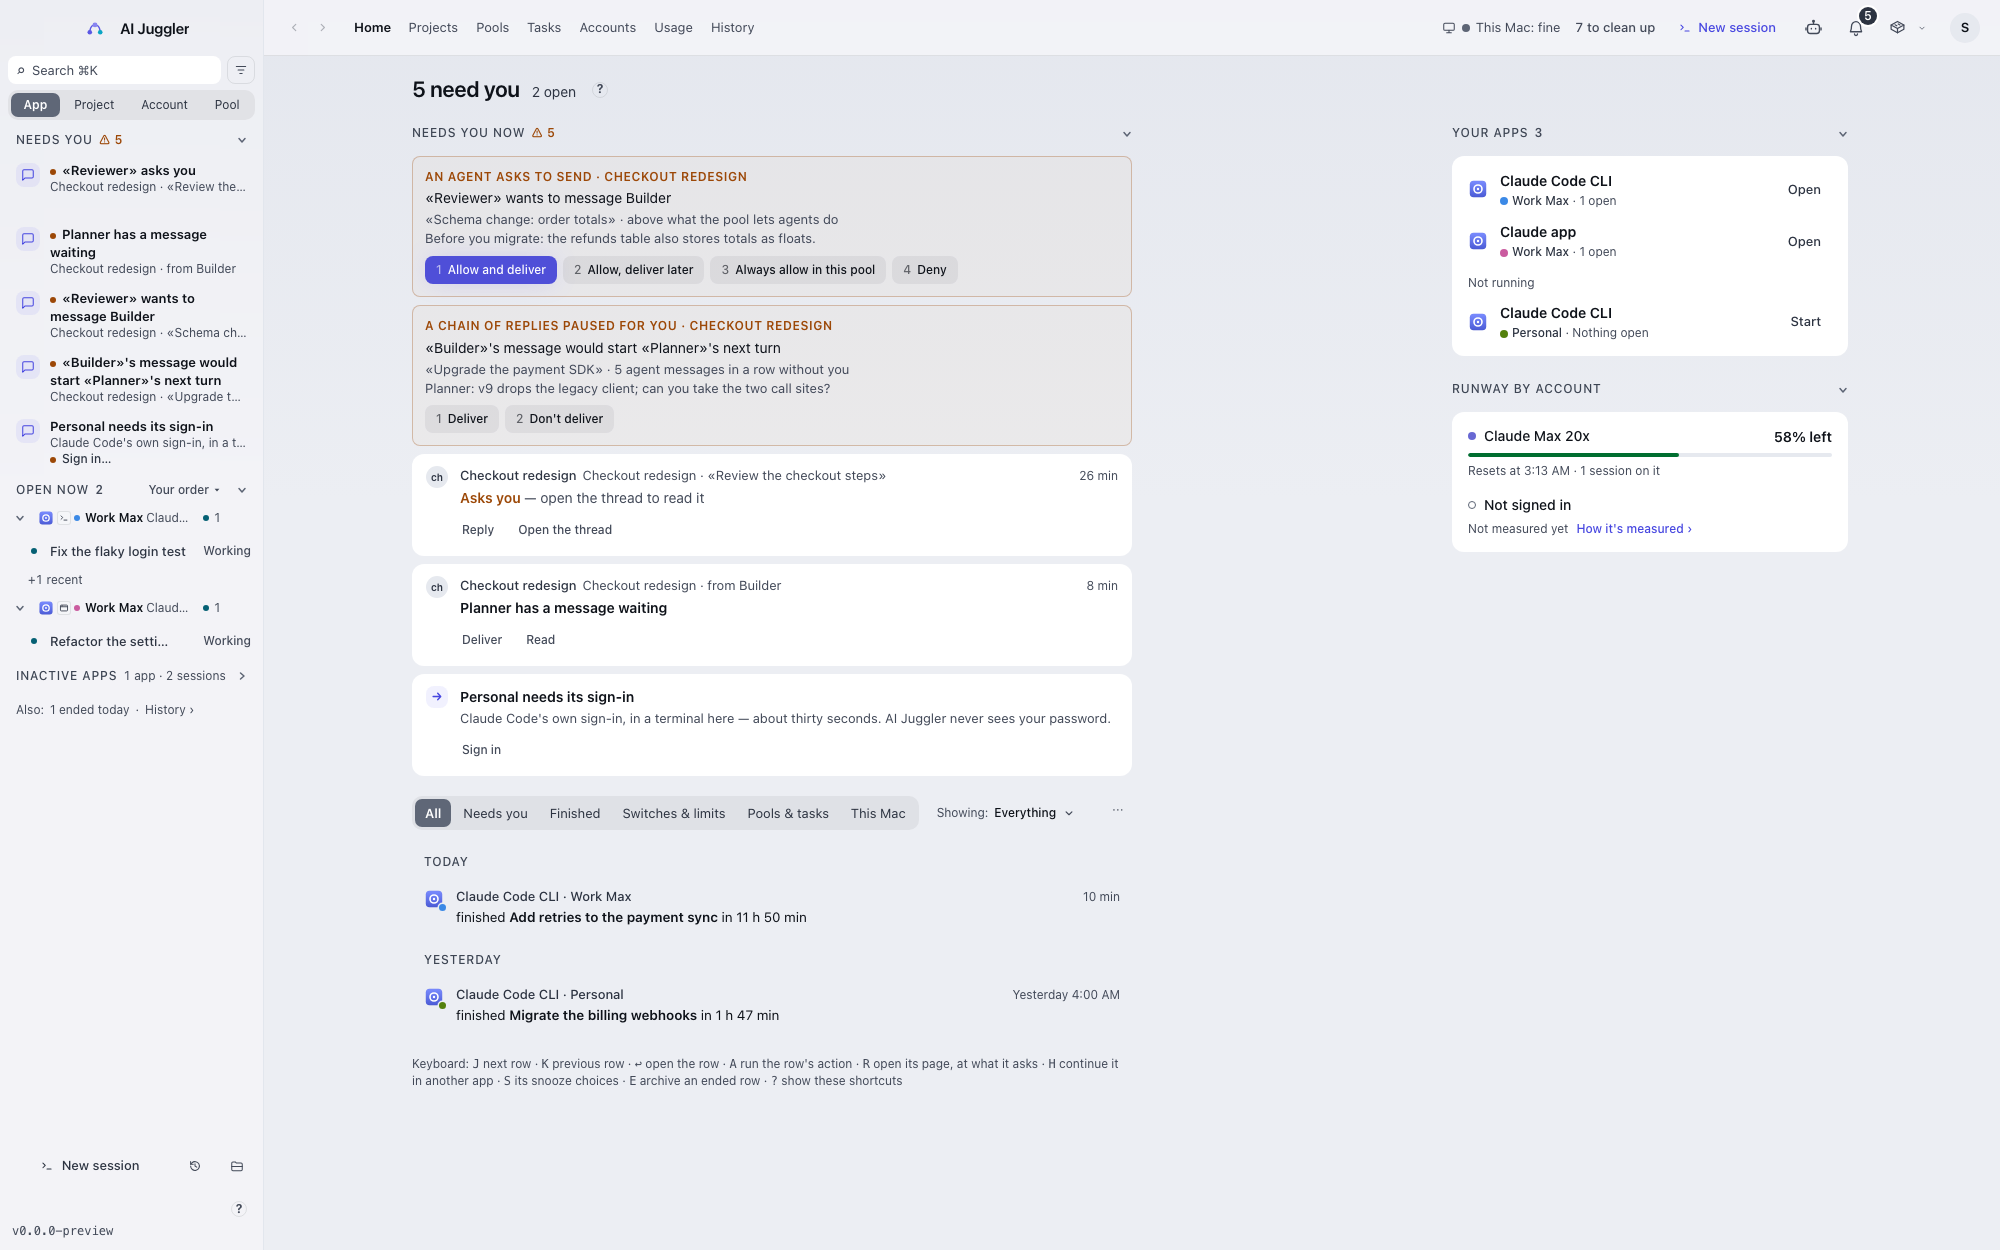 AI Juggler
Search ⌘K
App Project Account Pool
NEEDS YOU 5
«Reviewer» asks you
Checkout redesign · «Review the…
Planner has a message
waiting
Checkout redesign · from Builder
«Reviewer» wants to
message Builder
Checkout redesign · «Schema ch…
«Builder»'s message would
start «Planner»'s next turn
Checkout redesign · «Upgrade t…
Personal needs its sign-in
Claude Code's own sign-in, in a t…
Sign in…
OPEN NOW 2 Your order
Work Max Claud… 1
Fix the flaky login test Working
+1 recent
Work Max Claud… 1
Refactor the setti… Working
INACTIVE APPS 1 app · 2 sessions
Also: 1 ended today · History ›
New session
?
v0.0.0-preview
Home Projects Pools Tasks Accounts Usage History
This Mac: fine 7 to clean up New session 5 S
5 need you 2 open ?
NEEDS YOU NOW 5
AN AGENT ASKS TO SEND · CHECKOUT REDESIGN
«Reviewer» wants to message Builder
«Schema change: order totals» · above what the pool lets agents do
Before you migrate: the refunds table also stores totals as floats.
1 Allow and deliver 2 Allow, deliver later 3 Always allow in this pool 4 Deny
A CHAIN OF REPLIES PAUSED FOR YOU · CHECKOUT REDESIGN
«Builder»'s message would start «Planner»'s next turn
«Upgrade the payment SDK» · 5 agent messages in a row without you
Planner: v9 drops the legacy client; can you take the two call sites?
1 Deliver 2 Don't deliver
ch Checkout redesign Checkout redesign · «Review the checkout steps» 26 min
Asks you — open the thread to read it
Reply Open the thread
ch Checkout redesign Checkout redesign · from Builder 8 min
Planner has a message waiting
Deliver Read
Personal needs its sign-in
Claude Code's own sign-in, in a terminal here — about thirty seconds. AI Juggler never sees your password.
Sign in
All Needs you Finished Switches & limits Pools & tasks This Mac Showing: Everything ···
TODAY
Claude Code CLI · Work Max 10 min
finished Add retries to the payment sync in 11 h 50 min
YESTERDAY
Claude Code CLI · Personal Yesterday 4:00 AM
finished Migrate the billing webhooks in 1 h 47 min
Keyboard: J next row · K previous row · ↩ open the row · A run the row's action · R open its page, at what it asks · H continue it
in another app · S its snooze choices · E archive an ended row · ? show these shortcuts
YOUR APPS 3
Claude Code CLI
Work Max · 1 open Open
Claude app
Work Max · 1 open Open
Not running
Claude Code CLI
Personal · Nothing open Start
RUNWAY BY ACCOUNT
Claude Max 20x 58% left
Resets at 3:13 AM · 1 session on it
Not signed in
Not measured yet How it's measured ›